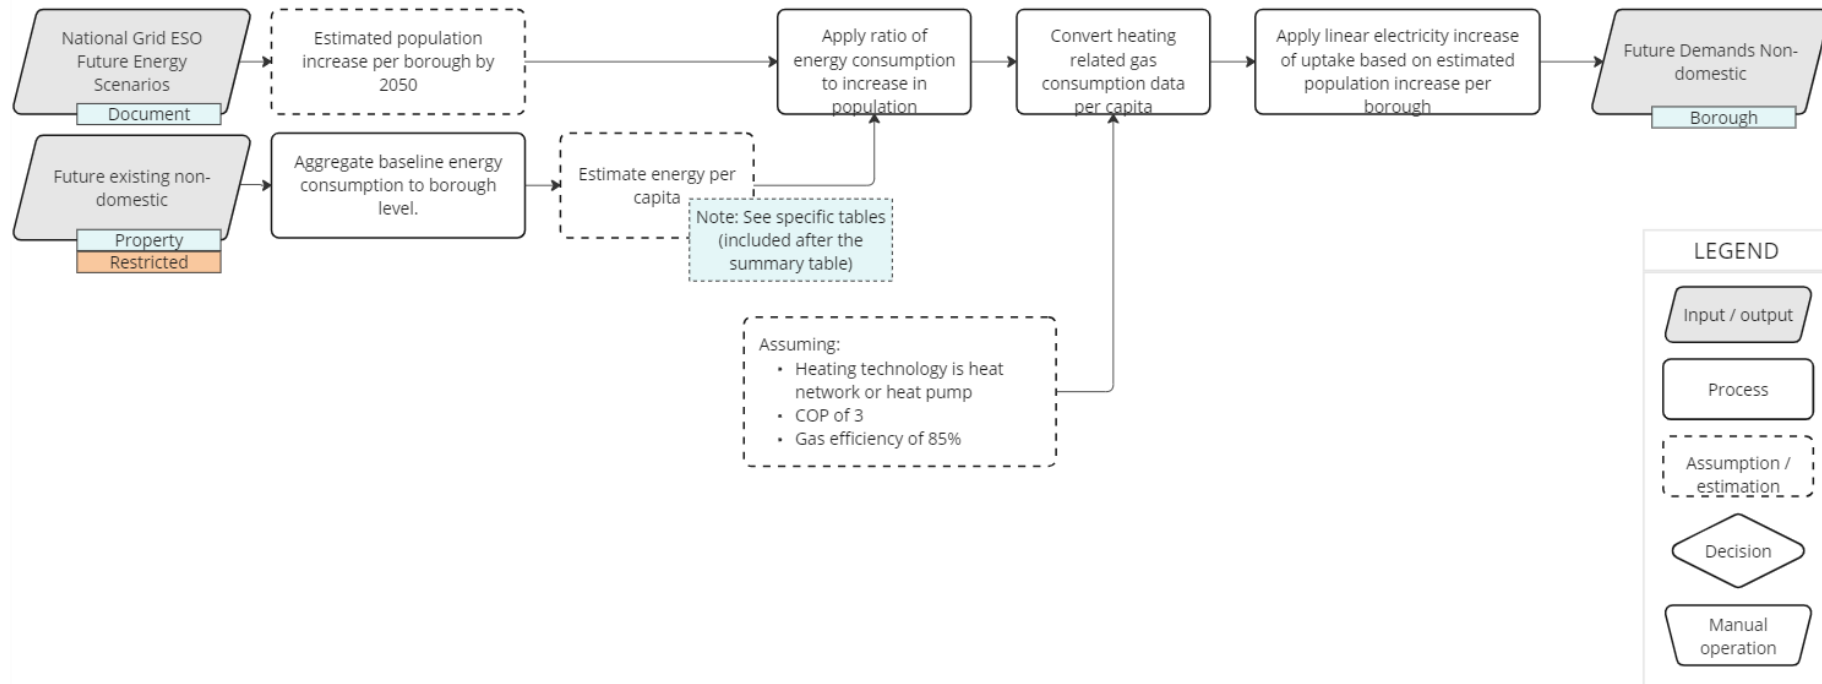 National Grid ESO
Future Energy
Scenarios
Document
Estimated population
increase per borough by
2050
Apply ratio of
energy consumption
to increase in
population
Convert heating
related gas
consumption data
per capita
Apply linear electricity increase
of uptake based on estimated
population increase per
borough
Future Demands Non-
domestic
Borough
Future existing non-
domestic
Property
Restricted
Aggregate baseline energy
consumption to borough
level.
Estimate energy per
capita
Note: See specific tables
(included after the
summary table)
Assuming:
• Heating technology is heat
network or heat pump
• COP of 3
• Gas efficiency of 85%
LEGEND
Input / output
Process
Assumption /
estimation
Decision
Manual
operation